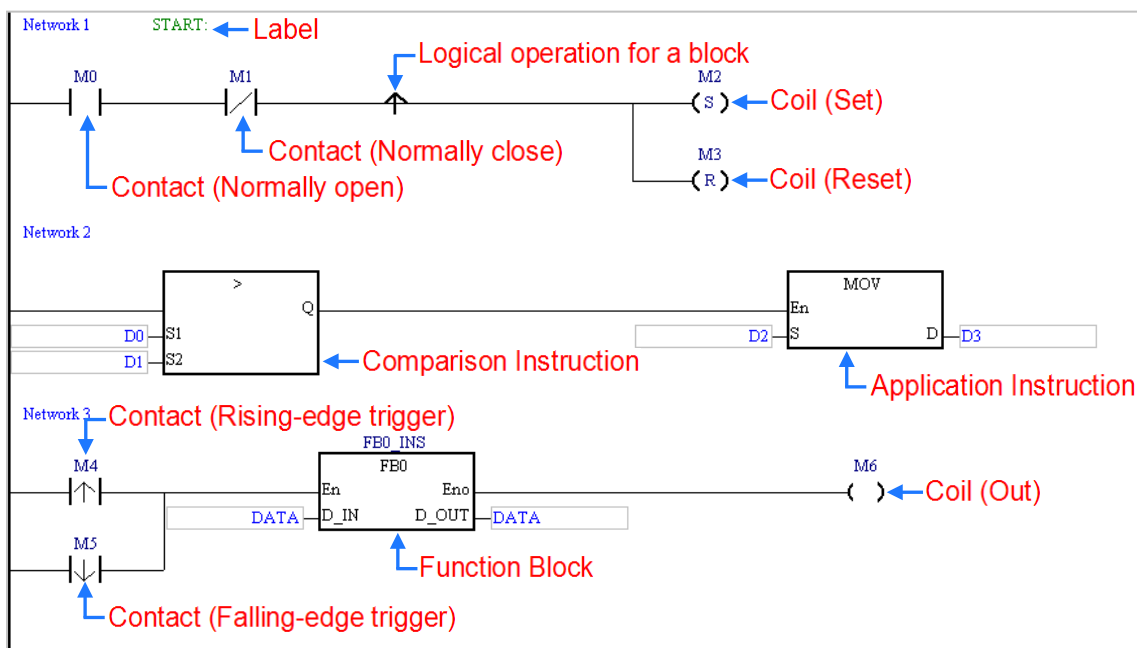 Network 1
START:
Label
Logical operation for a block
M0
M1
M2
S
Coil (Set)
Contact (Normally close)
M3
R
Coil (Reset)
Contact (Normally open)
Network 2
>
MOV
Q
En
D0
S1
D2
S
D
D3
D1
S2
Comparison Instruction
Application Instruction
Network 3
Contact (Rising-edge trigger)
FB0_INS
M4
FB0
M6
En
Eno
Coil (Out)
DATA
D_IN
D_OUT
DATA
M5
Function Block
Contact (Falling-edge trigger)